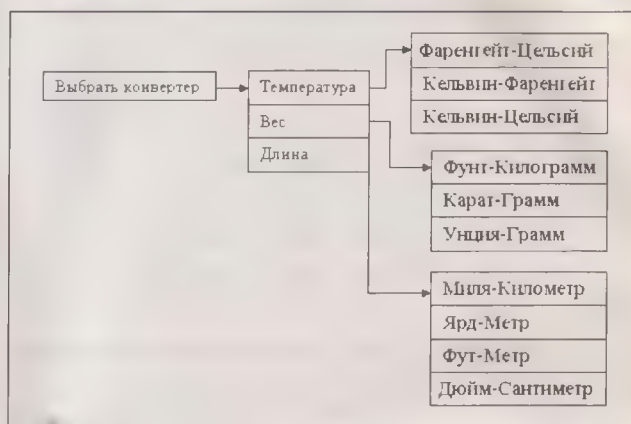 Выбрать конвертер
Температура
Вес
Длина
Фаренгейт-Цельсий
Кельвин-Фаренгейт
Кельвин-Цельсий
Фунт-Килограмм
Карат-Грамм
Унция-Грамм
Миля-Километр
Ярд-Метр
Фут-Метр
Дюйм-Сантиметр